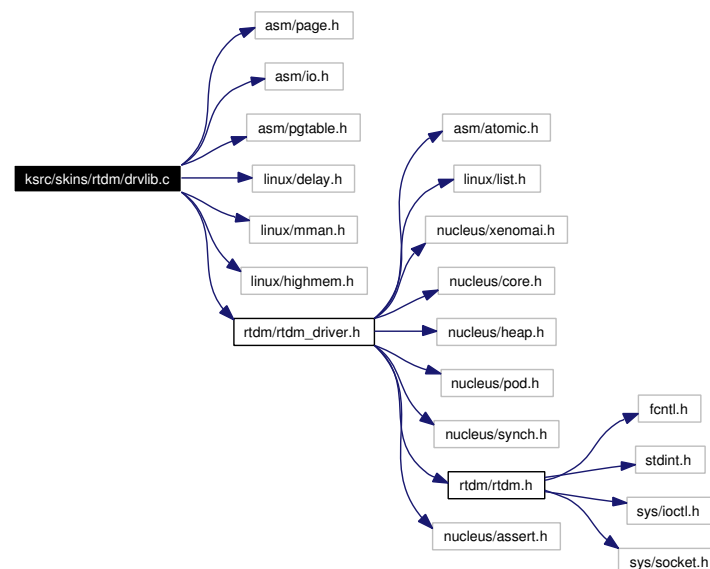 asm/page.h
asm/io.h
asm/pgtable.h
ksrc/skins/rtdm/drvlib.c
linux/delay.h
linux/mman.h
linux/highmem.h
rtdm/rtdm_driver.h
asm/atomic.h
linux/list.h
nucleus/xenomai.h
nucleus/core.h
nucleus/heap.h
nucleus/pod.h
nucleus/synch.h
rtdm/rtdm.h
nucleus/assert.h
fcntl.h
stdint.h
sys/ioctl.h
sys/socket.h